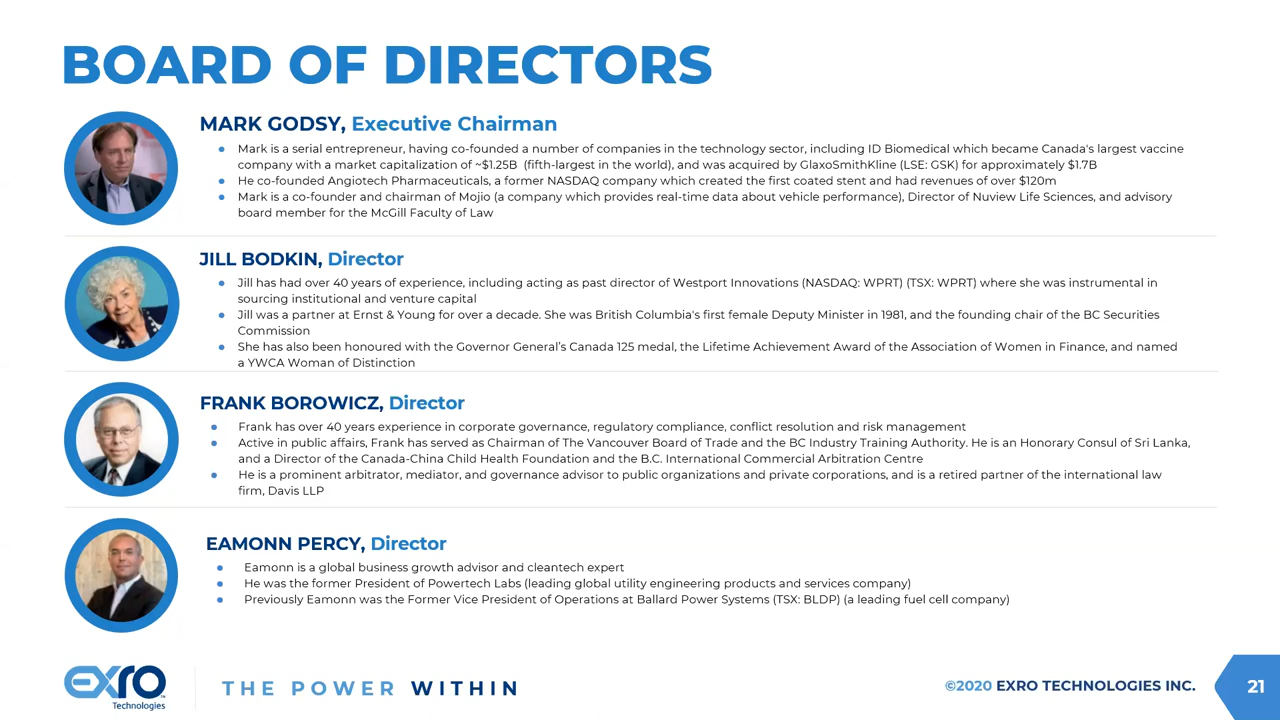 BOARD OF DIRECTORS
MARK GODSY, Executive Chairman
● Mark is a serial entrepreneur, having co-founded a number of companies in the technology sector, including ID Biomedical which became Canada's largest vaccine
company with a market capitalization of ~$1.25B (fifth-largest in the world), and was acquired by GlaxoSmithKline (LSE: GSK) for approximately $1.7B
● He co-founded Angiotech Pharmaceuticals, a former NASDAQ company which created the first coated stent and had revenues of over $120m
● Mark is a co-founder and chairman of Mojio (a company which provides real-time data about vehicle performance), Director of Nuview Life Sciences, and advisory
board member for the McGill Faculty of Law
JILL BODKIN, Director
● Jill has had over 40 years of experience, including acting as past director of Westport Innovations (NASDAQ: WPRT) (TSX: WPRT) where she was instrumental in
sourcing institutional and venture capital
● Jill was a partner at Ernst & Young for over a decade. She was British Columbia's first female Deputy Minister in 1981, and the founding chair of the BC Securities
Commission
● She has also been honoured with the Governor General’s Canada 125 medal, the Lifetime Achievement Award of the Association of Women in Finance, and named
a YWCA Woman of Distinction
FRANK BOROWICZ, Director
● Frank has over 40 years experience in corporate governance, regulatory compliance, conflict resolution and risk management
● Active in public affairs, Frank has served as Chairman of The Vancouver Board of Trade and the BC Industry Training Authority. He is an Honorary Consul of Sri Lanka,
and a Director of the Canada-China Child Health Foundation and the B.C. International Commercial Arbitration Centre
● He is a prominent arbitrator, mediator, and governance advisor to public organizations and private corporations, and is a retired partner of the international law
firm, Davis LLP
EAMONN PERCY, Director
● Eamonn is a global business growth advisor and cleantech expert
● He was the former President of Powertech Labs (leading global utility engineering products and services company)
● Previously Eamonn was the Former Vice President of Operations at Ballard Power Systems (TSX: BLDP) (a leading fuel cell company)
exro
Technologies
THE POWER WITHIN
©2020 EXRO TECHNOLOGIES INC.
21